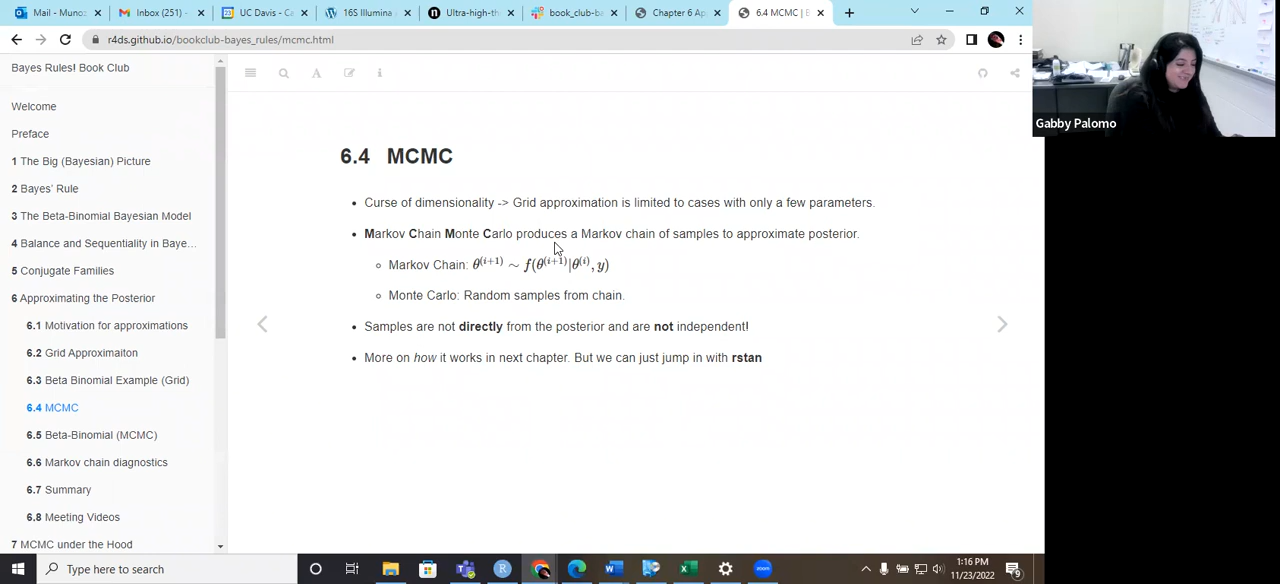 Mail - Munoz
Inbox (251) -
UC Davis - Ca
16S Illumina
Ultra-high-th
book_club-ba
Chapter 6 Ap
6.4 MCMC | B
r4ds.github.io/bookclub-bayes_rules/mcmc.html
Bayes Rules! Book Club
Welcome
Preface
1 The Big (Bayesian) Picture
2 Bayes' Rule
3 The Beta-Binomial Bayesian Model
4 Balance and Sequentiality in Baye...
5 Conjugate Families
6 Approximating the Posterior
6.1 Motivation for approximations
6.2 Grid Approximaiton
6.3 Beta Binomial Example (Grid)
6.4 MCMC
6.5 Beta-Binomial (MCMC)
6.6 Markov chain diagnostics
6.7 Summary
6.8 Meeting Videos
7 MCMC under the Hood
6.4 MCMC
• Curse of dimensionality -> Grid approximation is limited to cases with only a few parameters.
• Markov Chain Monte Carlo produces a Markov chain of samples to approximate posterior.
◦ Markov Chain: θ^(i+1) ∼ f(θ^(i+1)|θ^(i), y)
◦ Monte Carlo: Random samples from chain.
• Samples are not directly from the posterior and are not independent!
• More on how it works in next chapter. But we can just jump in with rstan
Gabby Palomo
Type here to search
1:16 PM
11/23/2022